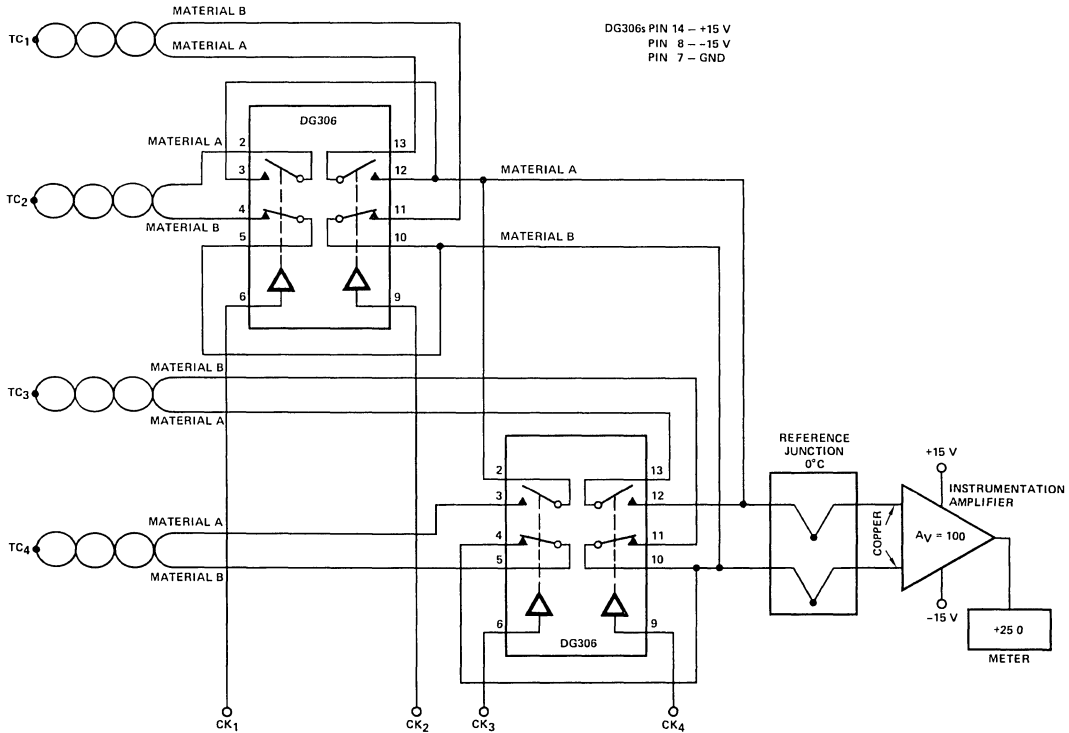 MATERIAL B
TC1
MATERIAL A
DG306s PIN 14 – +15 V
PIN 8 – -15 V
PIN 7 – GND
DG306
MATERIAL A
2
13
3
12
MATERIAL A
TC2
4
11
MATERIAL B
5
10
MATERIAL B
6
9
MATERIAL B
TC3
MATERIAL A
REFERENCE
JUNCTION
0°C
+15 V
2
13
3
12
INSTRUMENTATION
AMPLIFIER
MATERIAL A
TC4
4
11
COPPER
AV = 100
MATERIAL B
5
10
-15 V
6
9
DG306
+25 0
METER
CK1
CK2
CK3
CK4